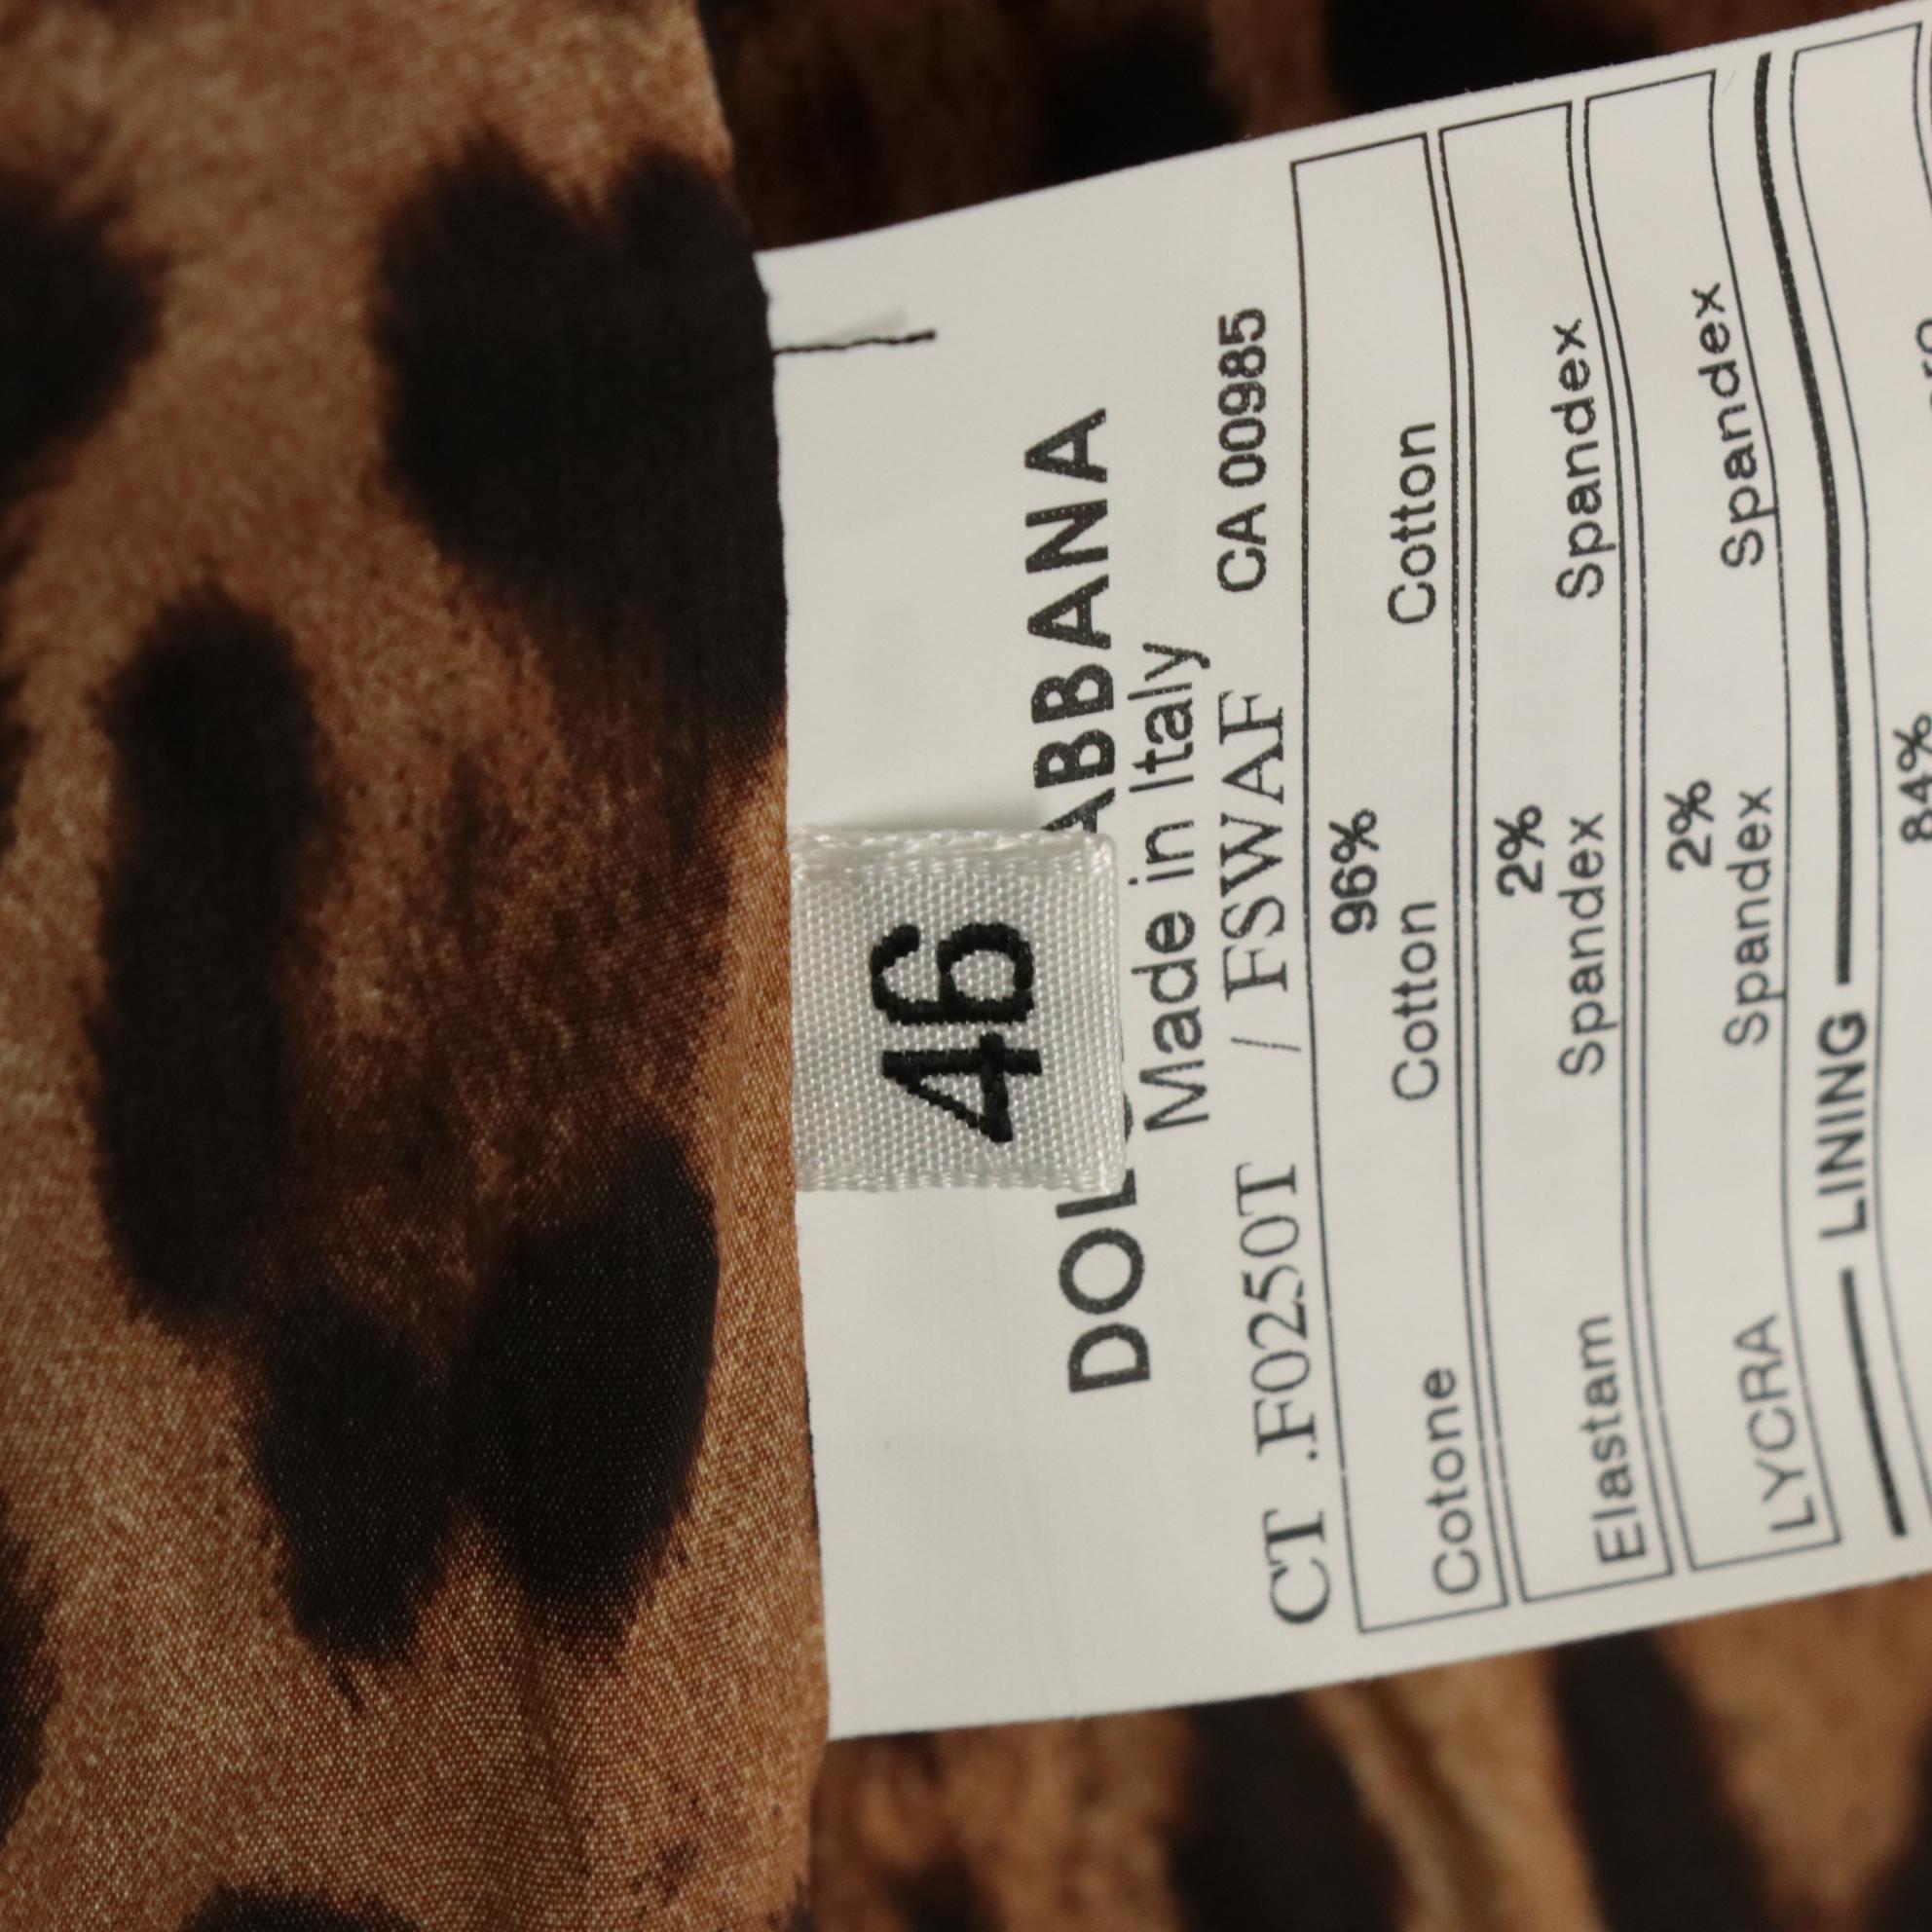 46
DOL ABBANA
Made in Italy
CT .F0250T / FSWAF CA 00985
96%
Cotone Cotton Cotton
2%
Elastam Spandex Spandex
2%
LYCRA Spandex Spandex
LINING
84%